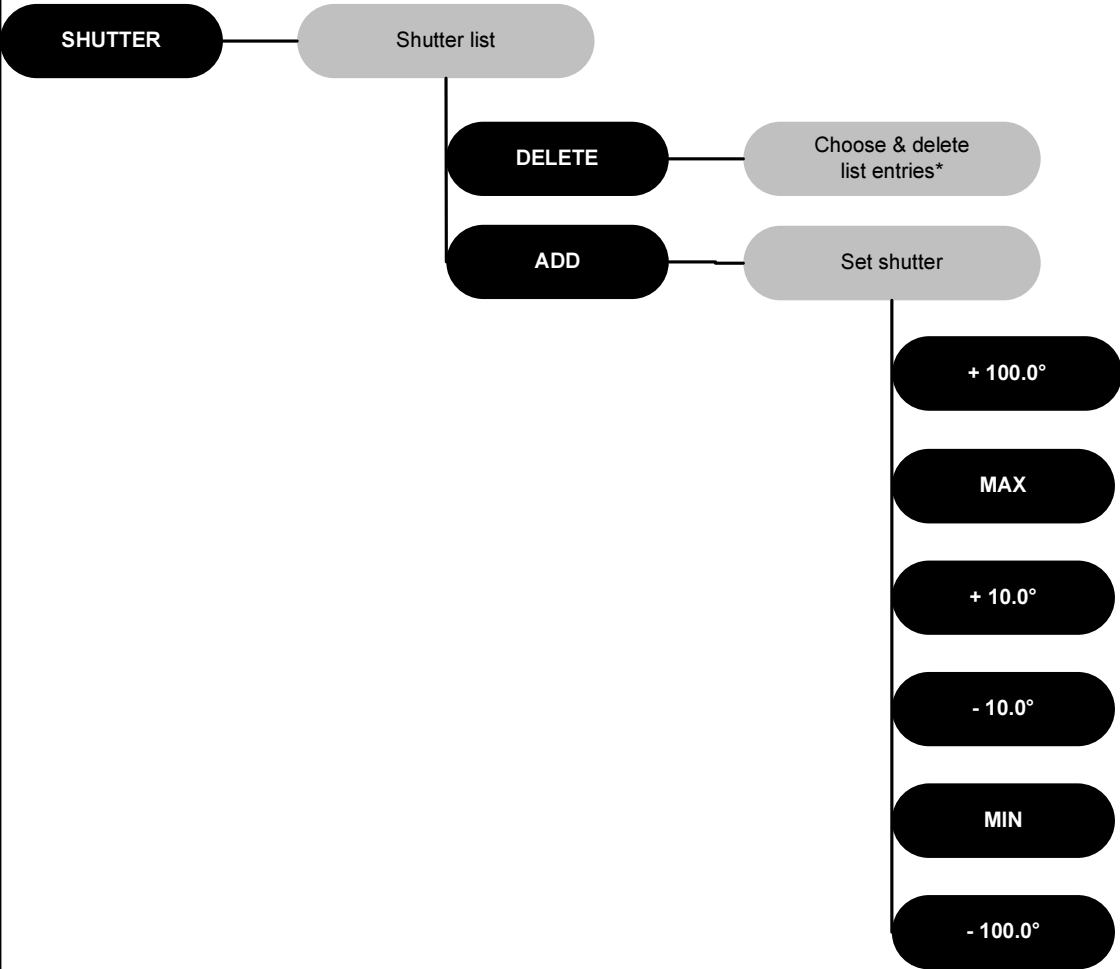 SHUTTER
Shutter list
DELETE
Choose & delete
list entries*
ADD
Set shutter
+ 100.0°
MAX
+ 10.0°
- 10.0°
MIN
- 100.0°